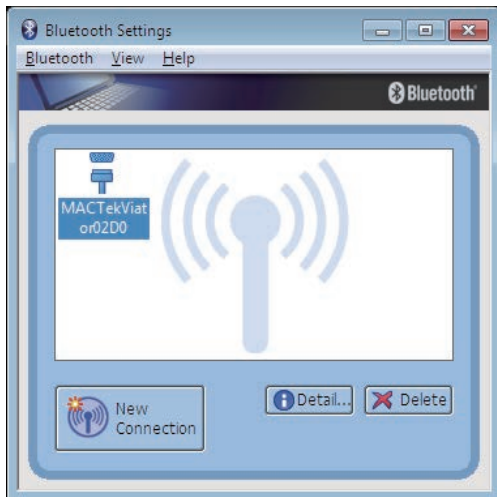 Bluetooth Settings
Bluetooth View Help
Bluetooth
MACTekViat
or02D0
New
Connection
Detail...
Delete